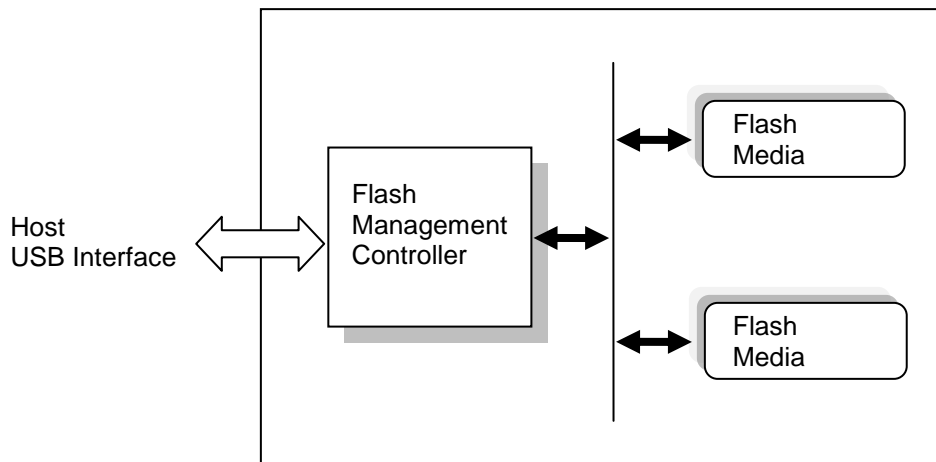 Host
USB Interface
Flash
Management
Controller
Flash
Media
Flash
Media